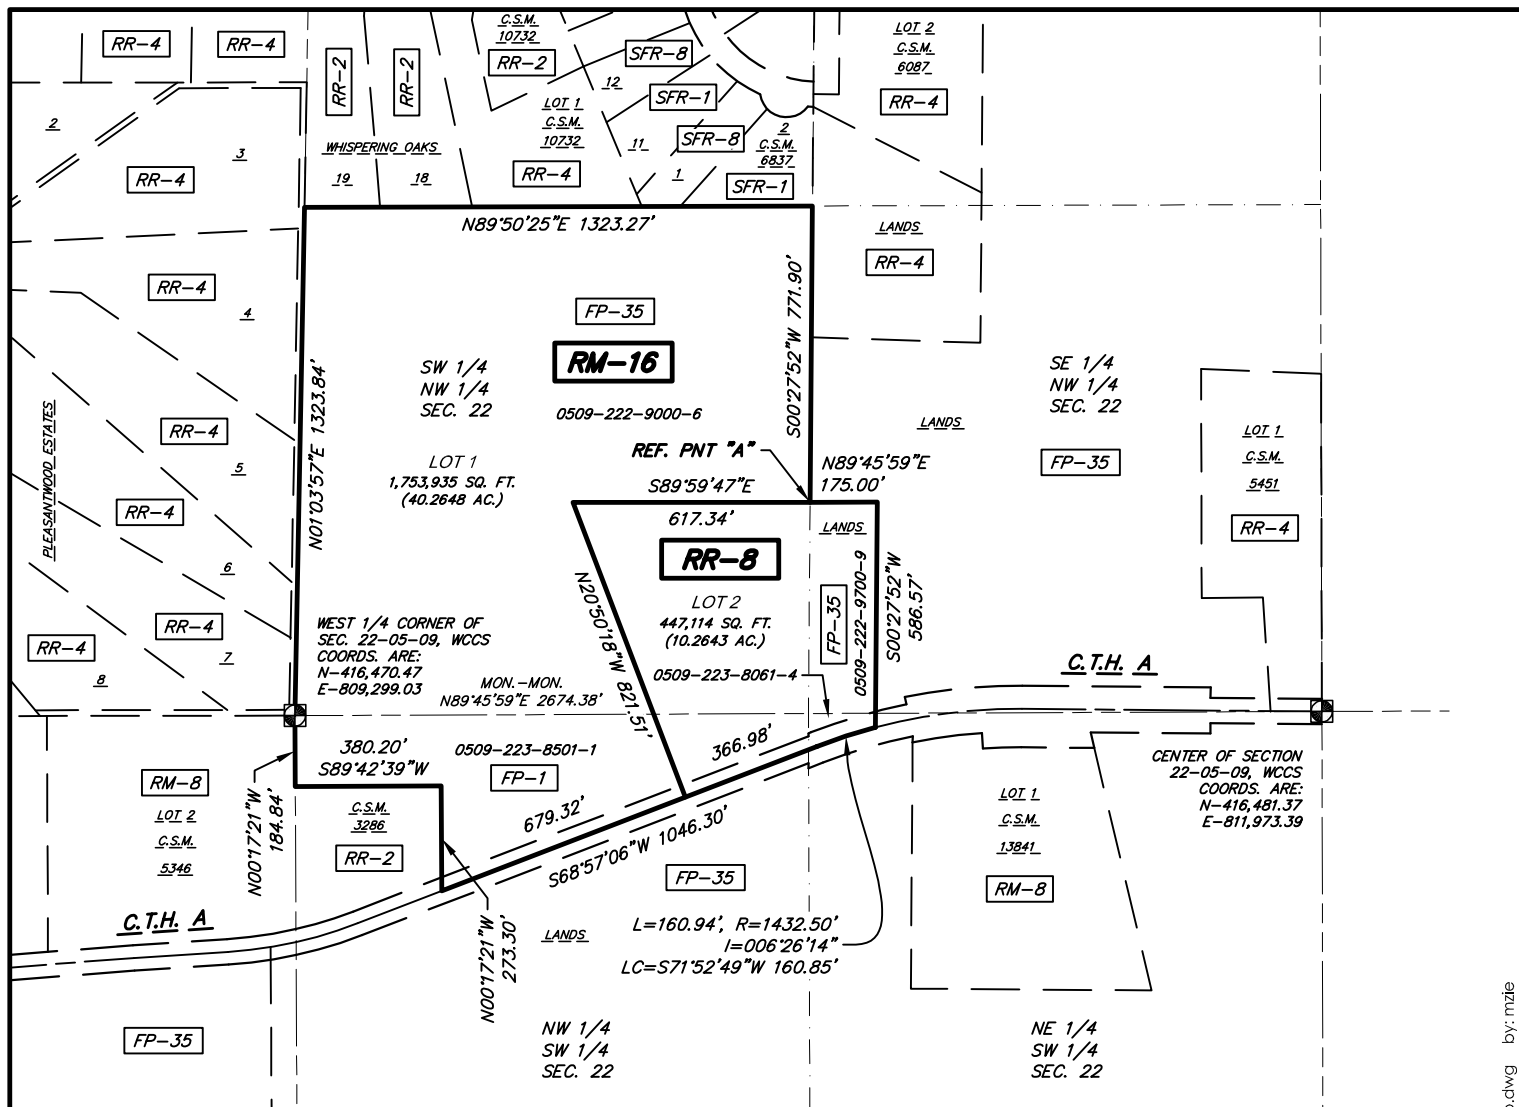 RR-4
RR-4
RR-2
RR-2
C.S.M.
10732
RR-2
SFR-8
LOT 2
C.S.M.
6087
RR-4
12
SFR-1
LOT 1
C.S.M.
10732
11
SFR-8
2
C.S.M.
6837
2
3
RR-4
WHISPERING OAKS
19
18
RR-4
1
SFR-1
N89°50'25"E 1323.27'
LANDS
RR-4
RR-4
4
FP-35
RM-16
S00°27'52"W 771.90'
SW 1/4
NW 1/4
SEC. 22
0509-222-9000-6
SE 1/4
NW 1/4
SEC. 22
N01°03'57"E 1323.84'
PLEASANTWOOD ESTATES
RR-4
5
LANDS
FP-35
LOT 1
C.S.M.
5451
RR-4
REF. PNT "A"
LOT 1
1,753,935 SQ. FT.
(40.2648 AC.)
N89°45'59"E
175.00'
S89°59'47"E
617.34'
RR-4
LANDS
RR-8
6
N20°50'18"W 821.51'
LOT 2
447,114 SQ. FT.
(10.2643 AC.)
FP-35
0509-222-9700-9
S00°27'52"W
586.57'
RR-4
RR-4
7
8
WEST 1/4 CORNER OF
SEC. 22-05-09, WCCS
COORDS. ARE:
N-416,470.47
E-809,299.03
0509-223-8061-4
C.T.H. A
MON.-MON.
N89°45'59"E 2674.38'
380.20'
S89°42'39"W
0509-223-8501-1
FP-1
366.98'
CENTER OF SECTION
22-05-09, WCCS
COORDS. ARE:
N-416,481.37
E-811,973.39
RM-8
LOT 2
C.S.M.
5346
N00°17'21"W
184.84'
C.S.M.
3286
RR-2
679.32'
S68°57'06"W 1046.30'
LOT 1
C.S.M.
13841
RM-8
FP-35
C.T.H. A
N00°17'21"W
273.30'
LANDS
L=160.94', R=1432.50'
I=006°26'14"
LC=S71°52'49"W 160.85'
FP-35
NW 1/4
SW 1/4
SEC. 22
NE 1/4
SW 1/4
SEC. 22
.dwg by: mzie